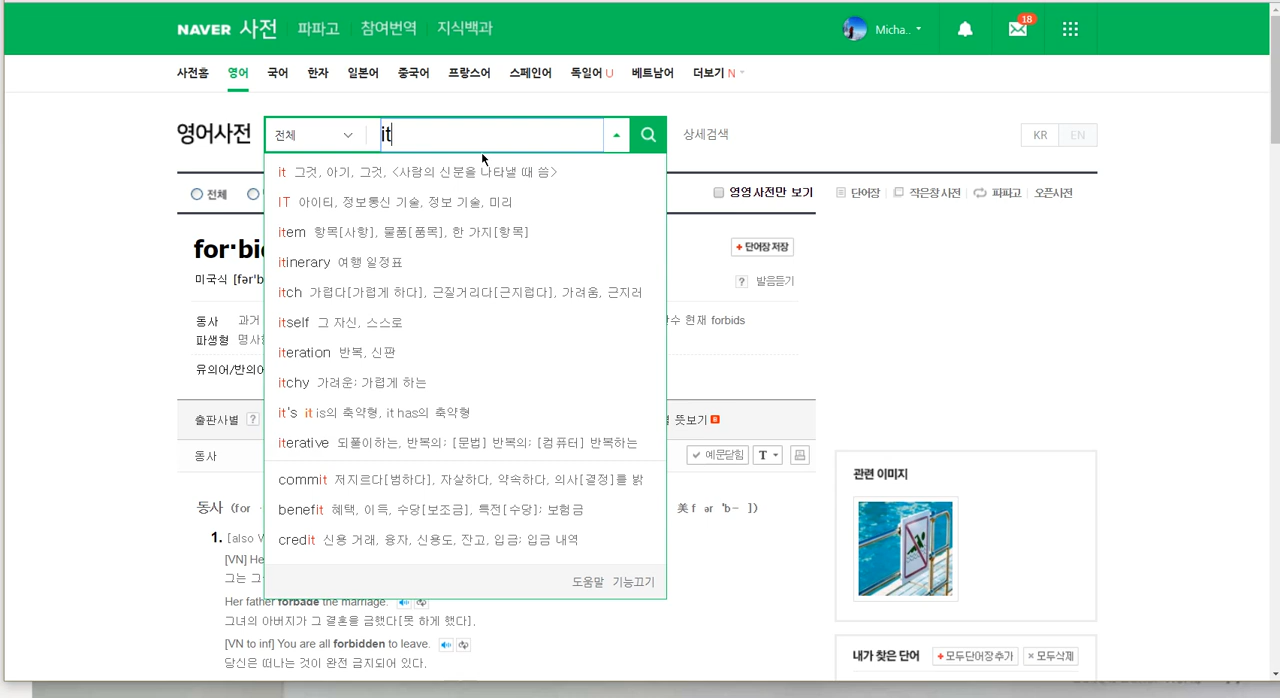 NAVER 사전 파파고 참여번역 지식백과 Micha.. 18
사전홈 영어 국어 한자 일본어 중국어 프랑스어 스페인어 독일어 U 베트남어 더보기 N
영어사전 전체 it 상세검색 KR EN
it 그것, 아기, 그것, <사람의 신분을 나타낼 때 씀>
IT 아이티, 정보통신 기술, 정보 기술, 미리
item 항목[사항], 물품[품목], 한 가지[항목]
itinerary 여행 일정표
itch 가렵다[가렵게 하다], 근질거리다[근지럽다], 가려움, 근지러
itself 그 자신, 스스로
iteration 반복, 신판
itchy 가려운; 가렵게 하는
it's it is의 축약형, it has의 축약형
iterative 되풀이하는, 반복의; [문법] 반복의; [컴퓨터] 반복하는
commit 저지르다[범하다], 자살하다, 약속하다, 의사[결정]를 밝
benefit 혜택, 이득, 수당[보조금], 특전[수당]; 보험금
credit 신용 거래, 융자, 신용도, 잔고, 입금; 입금 내역
도움말 기능끄기
전체 영영사전만 보기 단어장 작은창 사전 파파고 오픈사전
for·bi
+ 단어장 저장
미국식 [fər'b ? 발음듣기
동사 과거 수 현재 forbids
파생형 명사
유의어/반의어
출판사별 ? 뜻보기
동사 예문닫힘 T
동사 (for 美 f ər 'b- ])
1. [also V
[VN] He
그는 그
Her father forbade the marriage.
그녀의 아버지가 그 결혼을 금했다[못 하게 했다].
[VN to inf] You are all forbidden to leave.
당신은 떠나는 것이 완전 금지되어 있다.
관련 이미지
내가 찾은 단어 + 모두단어장추가 × 모두삭제